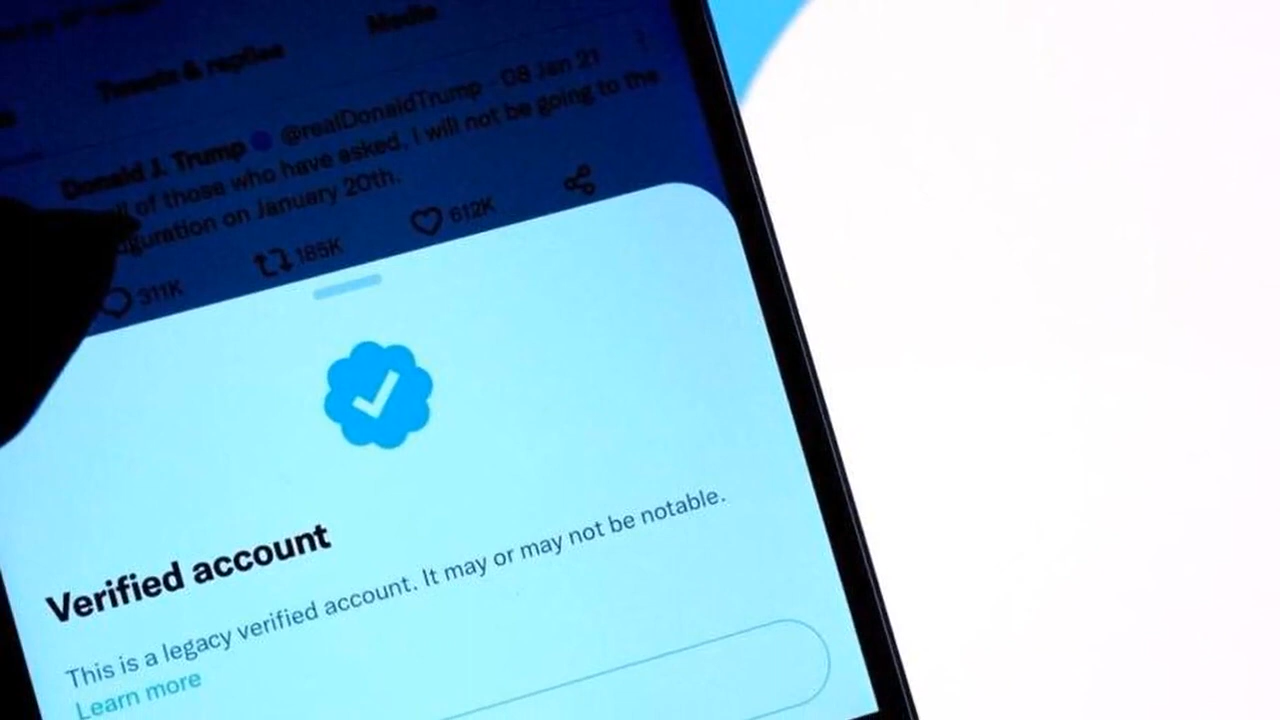 Tweets & replies
Media
Donald J. Trump @realDonaldTrump · 08 Jan 21
of those who have asked, I will not be going to the
on January 20th.
311K
185K
612K
Verified account
This is a legacy verified account. It may or may not be notable.
Learn more